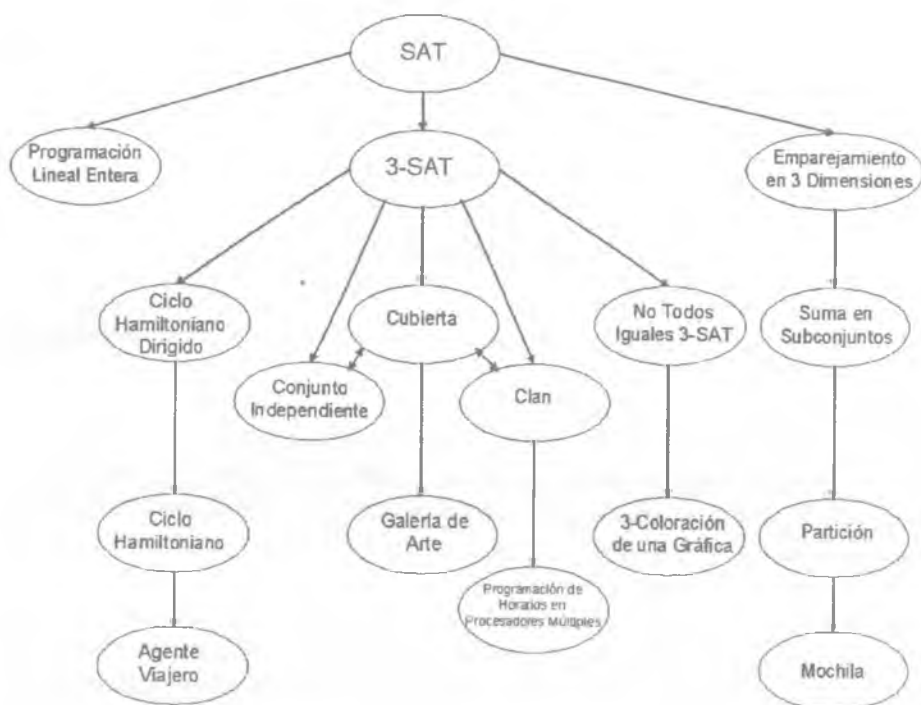 SAT
Programación
Lineal Entera
3-SAT
Emparejamiento
en 3 Dimensiones
Ciclo
Hamiltoniano
Dirigido
Cubierta
No Todos
Iguales 3-SAT
Suma en
Subconjuntos
Conjunto
Independiente
Clan
Ciclo
Hamiltoniano
Galería de
Arte
3-Coloración
de una Gráfica
Partición
Programación de
Horarios en
Procesadores Múltiples
Agente
Viajero
Mochila